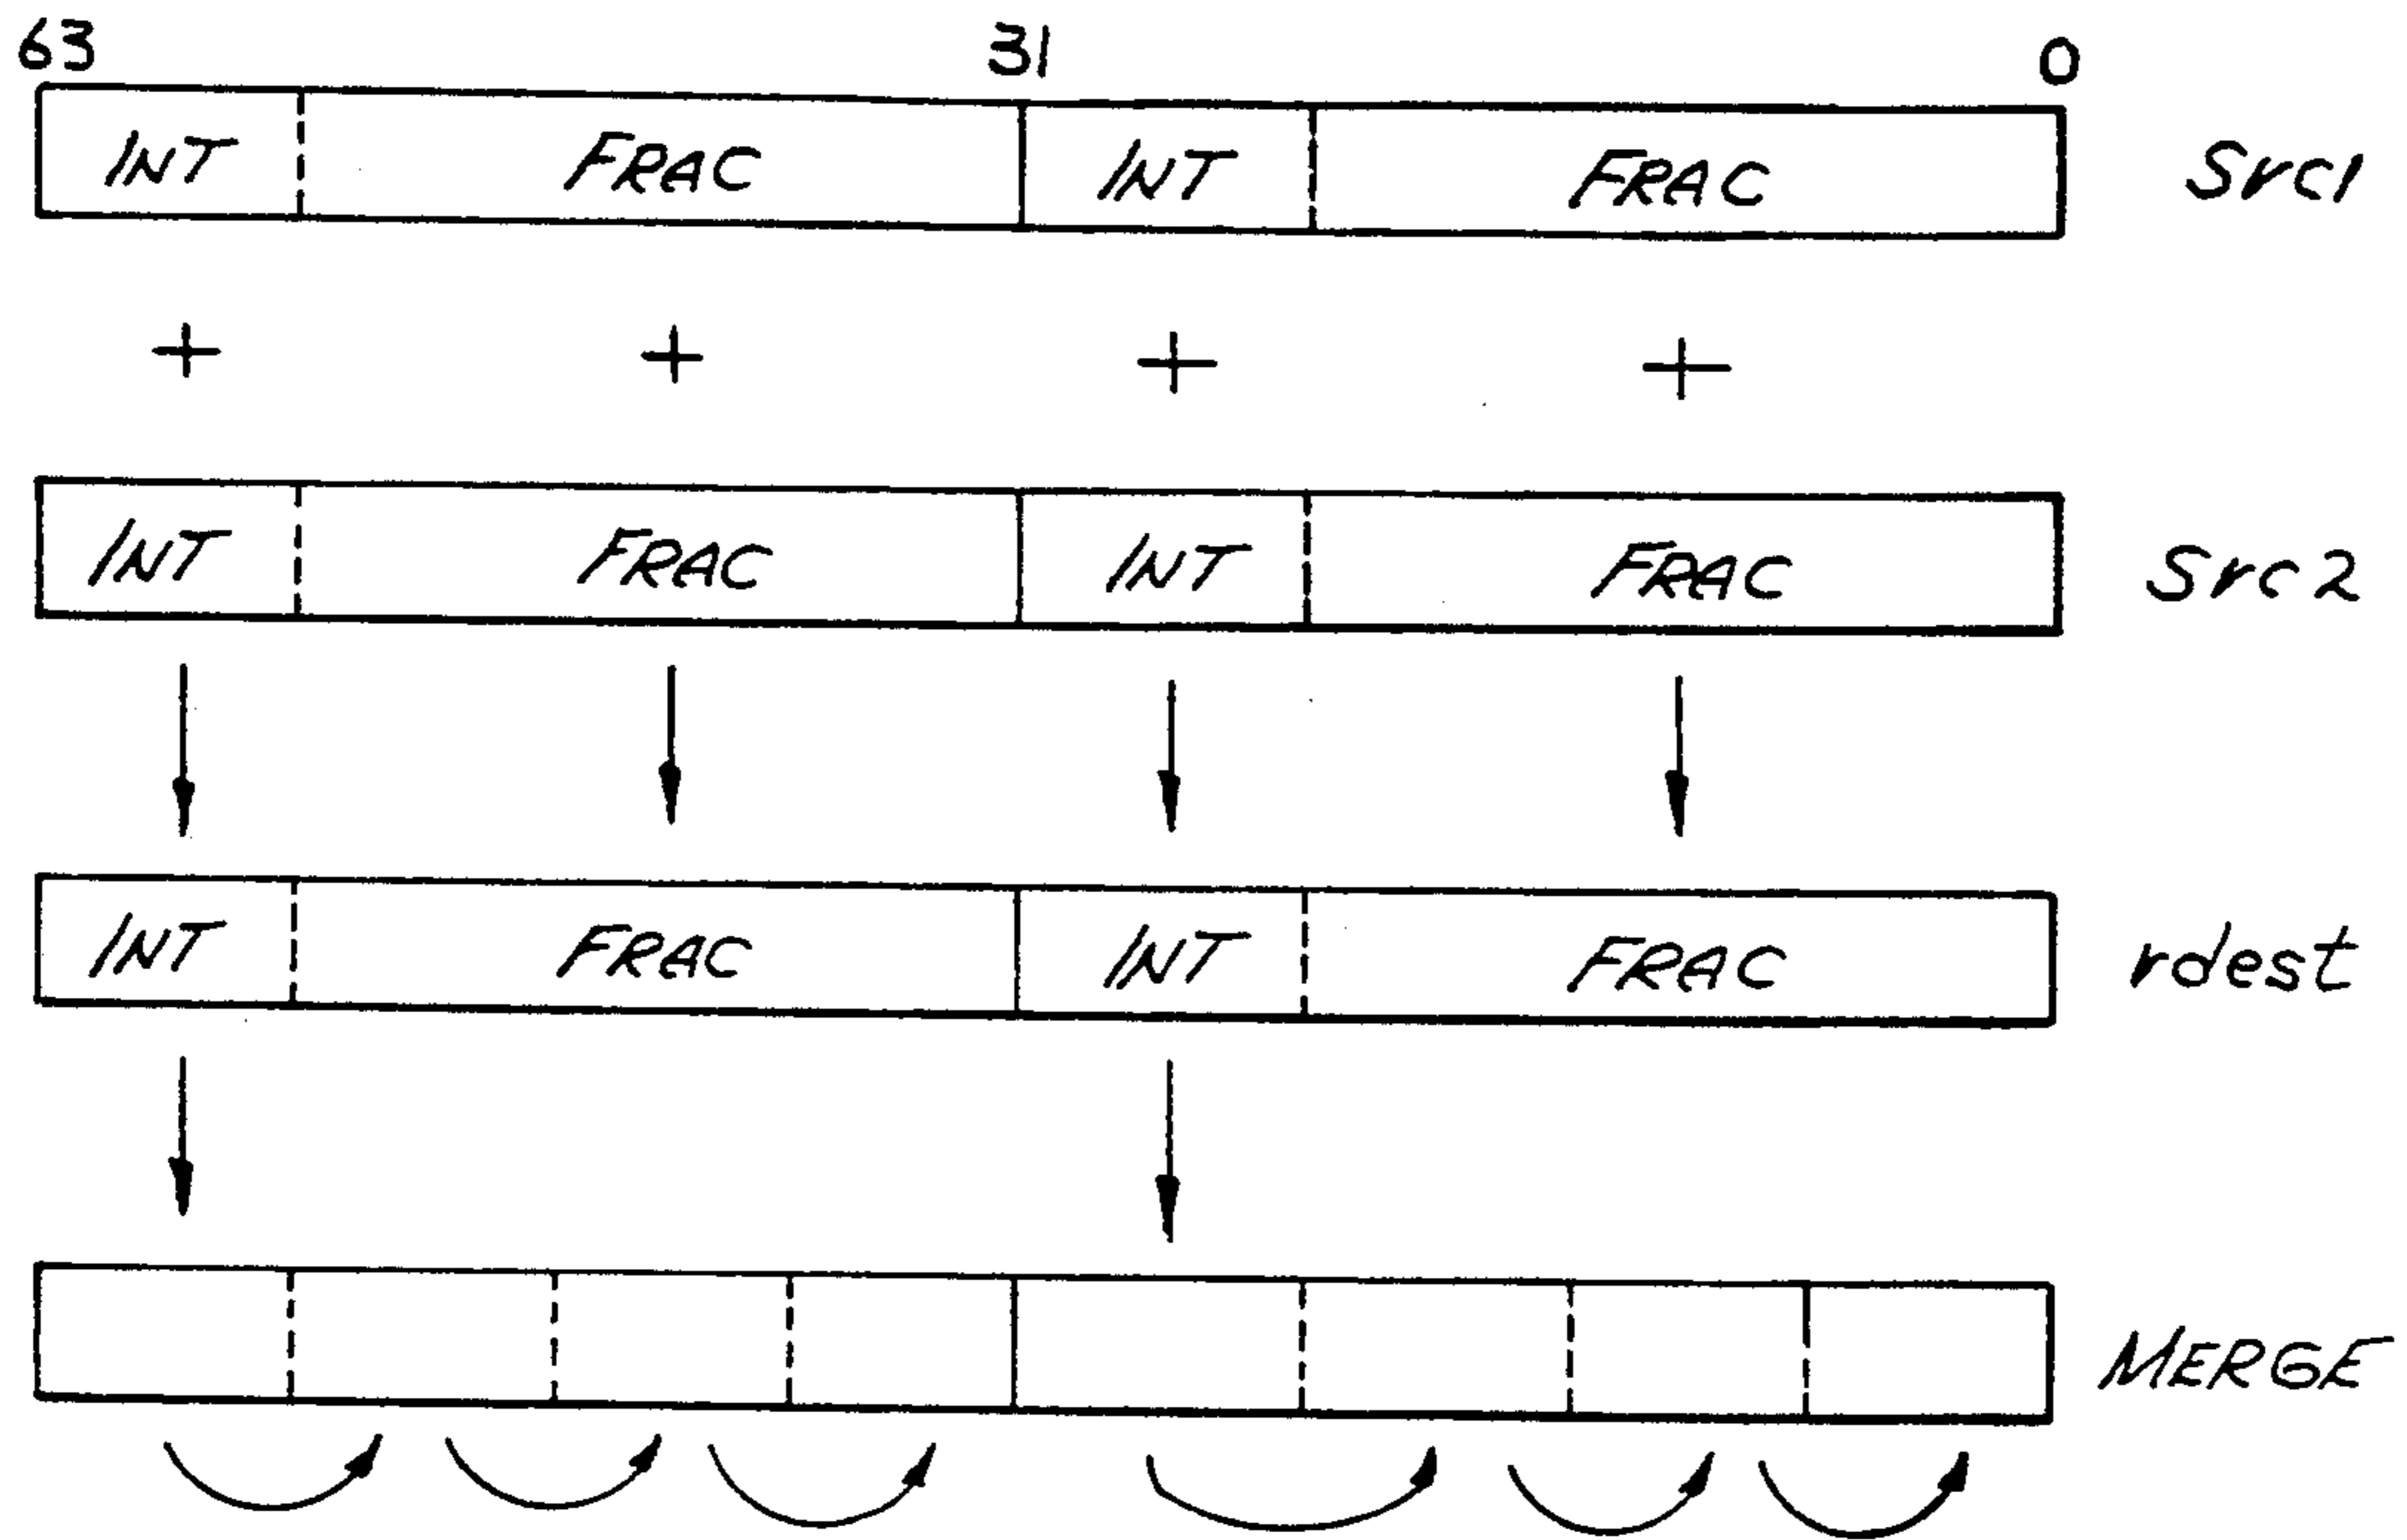 63 31 0
INT FRAC INT FRAC Src1
+ + + +
INT FRAC INT FRAC Src2
INT FRAC INT FRAC rdest
MERGE